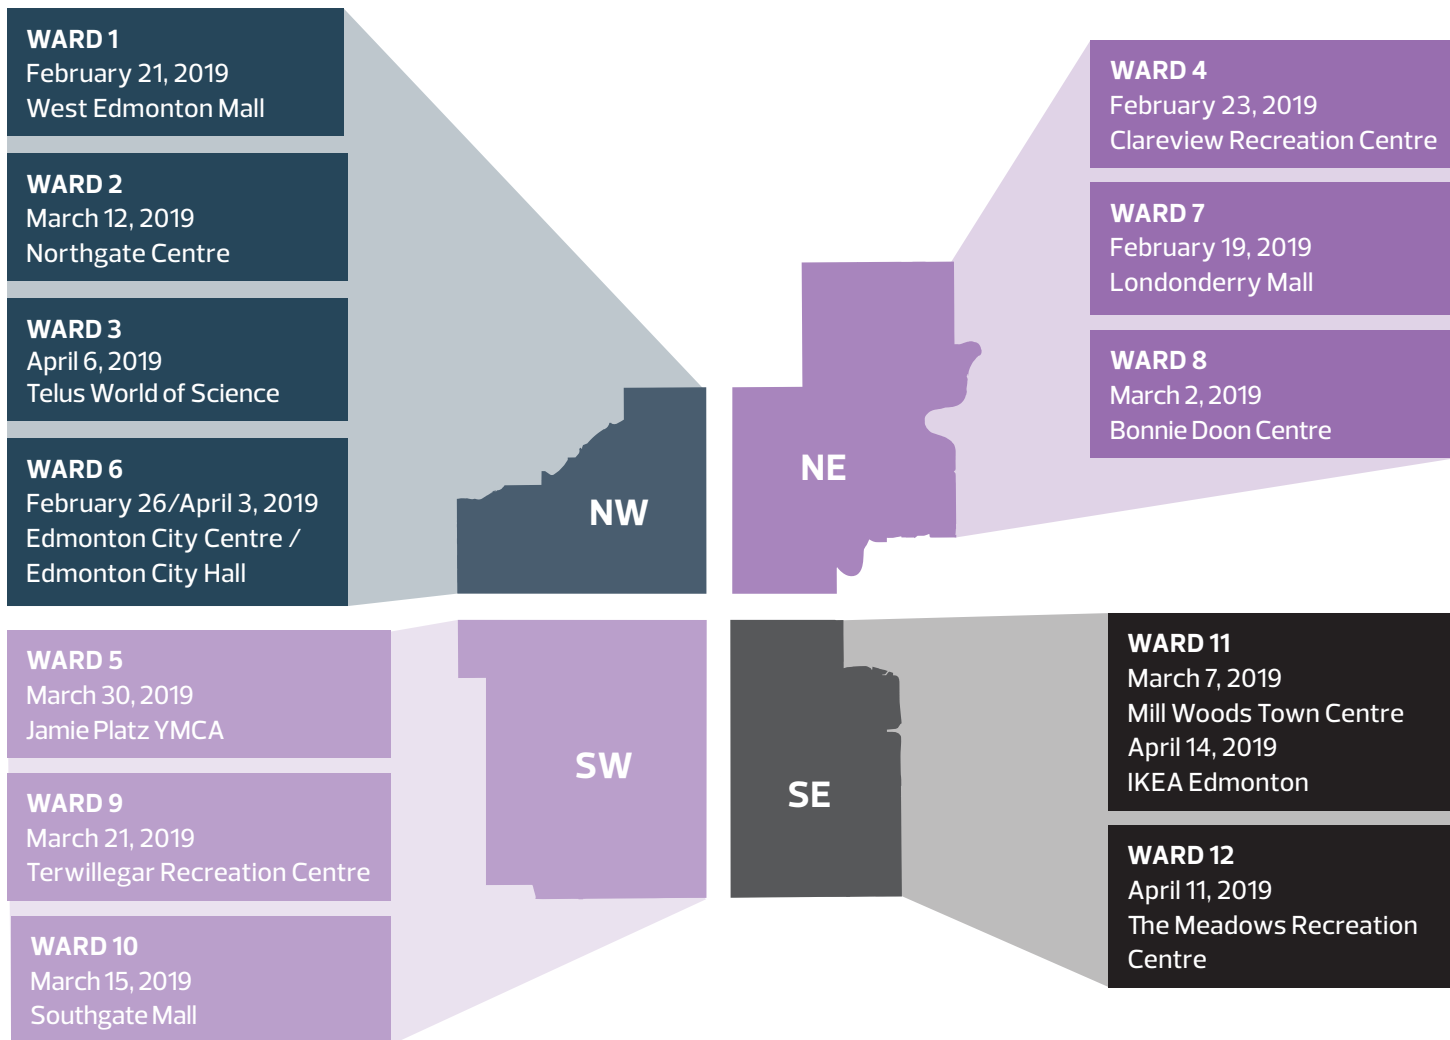 WARD 1
February 21, 2019
West Edmonton Mall
WARD 2
March 12, 2019
Northgate Centre
WARD 3
April 6, 2019
Telus World of Science
WARD 6
February 26/April 3, 2019
Edmonton City Centre /
Edmonton City Hall
NW
WARD 4
February 23, 2019
Clareview Recreation Centre
WARD 7
February 19, 2019
Londonderry Mall
WARD 8
March 2, 2019
Bonnie Doon Centre
NE
WARD 5
March 30, 2019
Jamie Platz YMCA
WARD 9
March 21, 2019
Terwillegar Recreation Centre
WARD 10
March 15, 2019
Southgate Mall
SW
SE
WARD 11
March 7, 2019
Mill Woods Town Centre
April 14, 2019
IKEA Edmonton
WARD 12
April 11, 2019
The Meadows Recreation
Centre